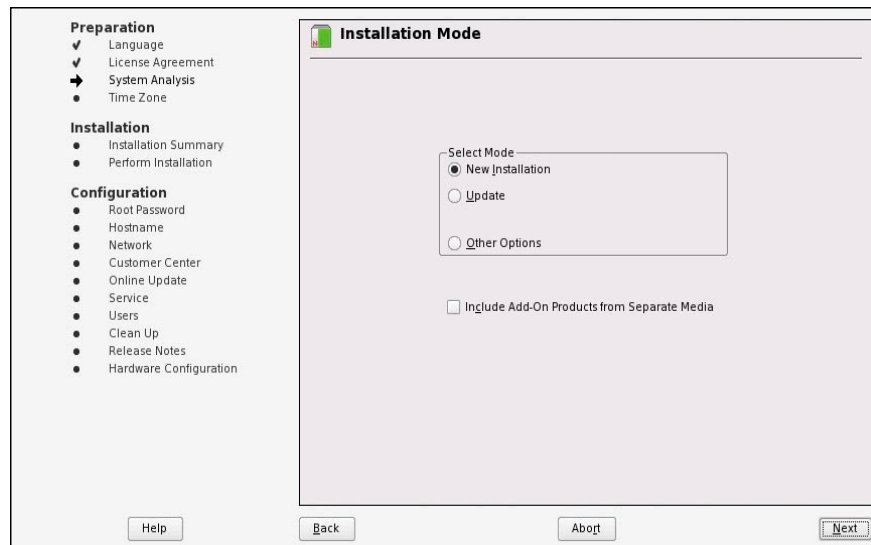 Preparation
Language
License Agreement
System Analysis
Time Zone
Installation
Installation Summary
Perform Installation
Configuration
Root Password
Hostname
Network
Customer Center
Online Update
Service
Users
Clean Up
Release Notes
Hardware Configuration
Installation Mode
Select Mode
New Installation
Update
Other Options
Include Add-On Products from Separate Media
Help
Back
Abort
Next